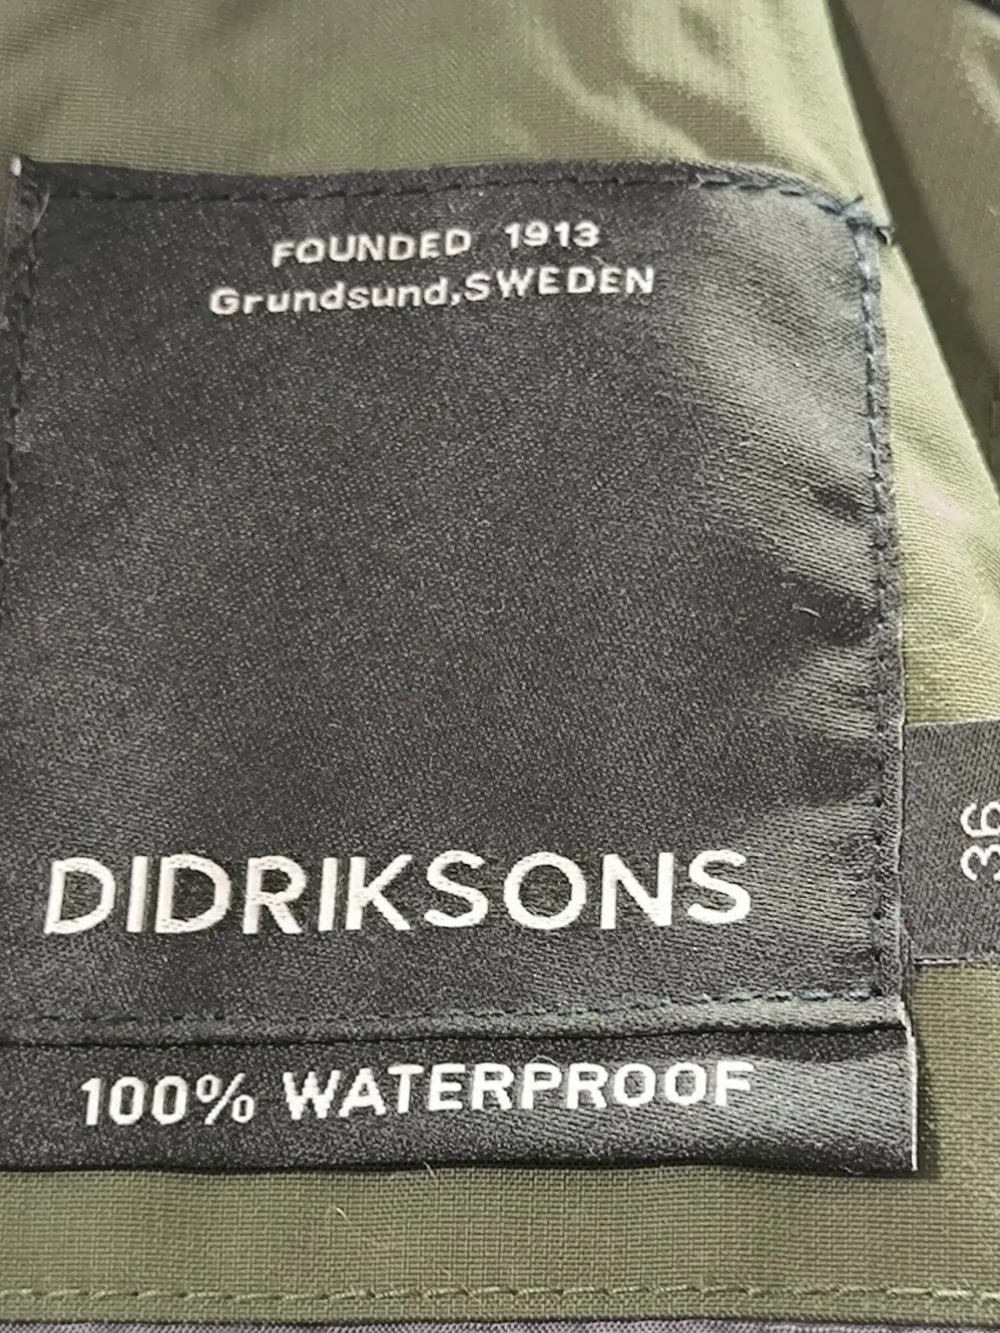 FOUNDED 1913
Grundsund,SWEDEN
DIDRIKSONS
36
100% WATERPROOF